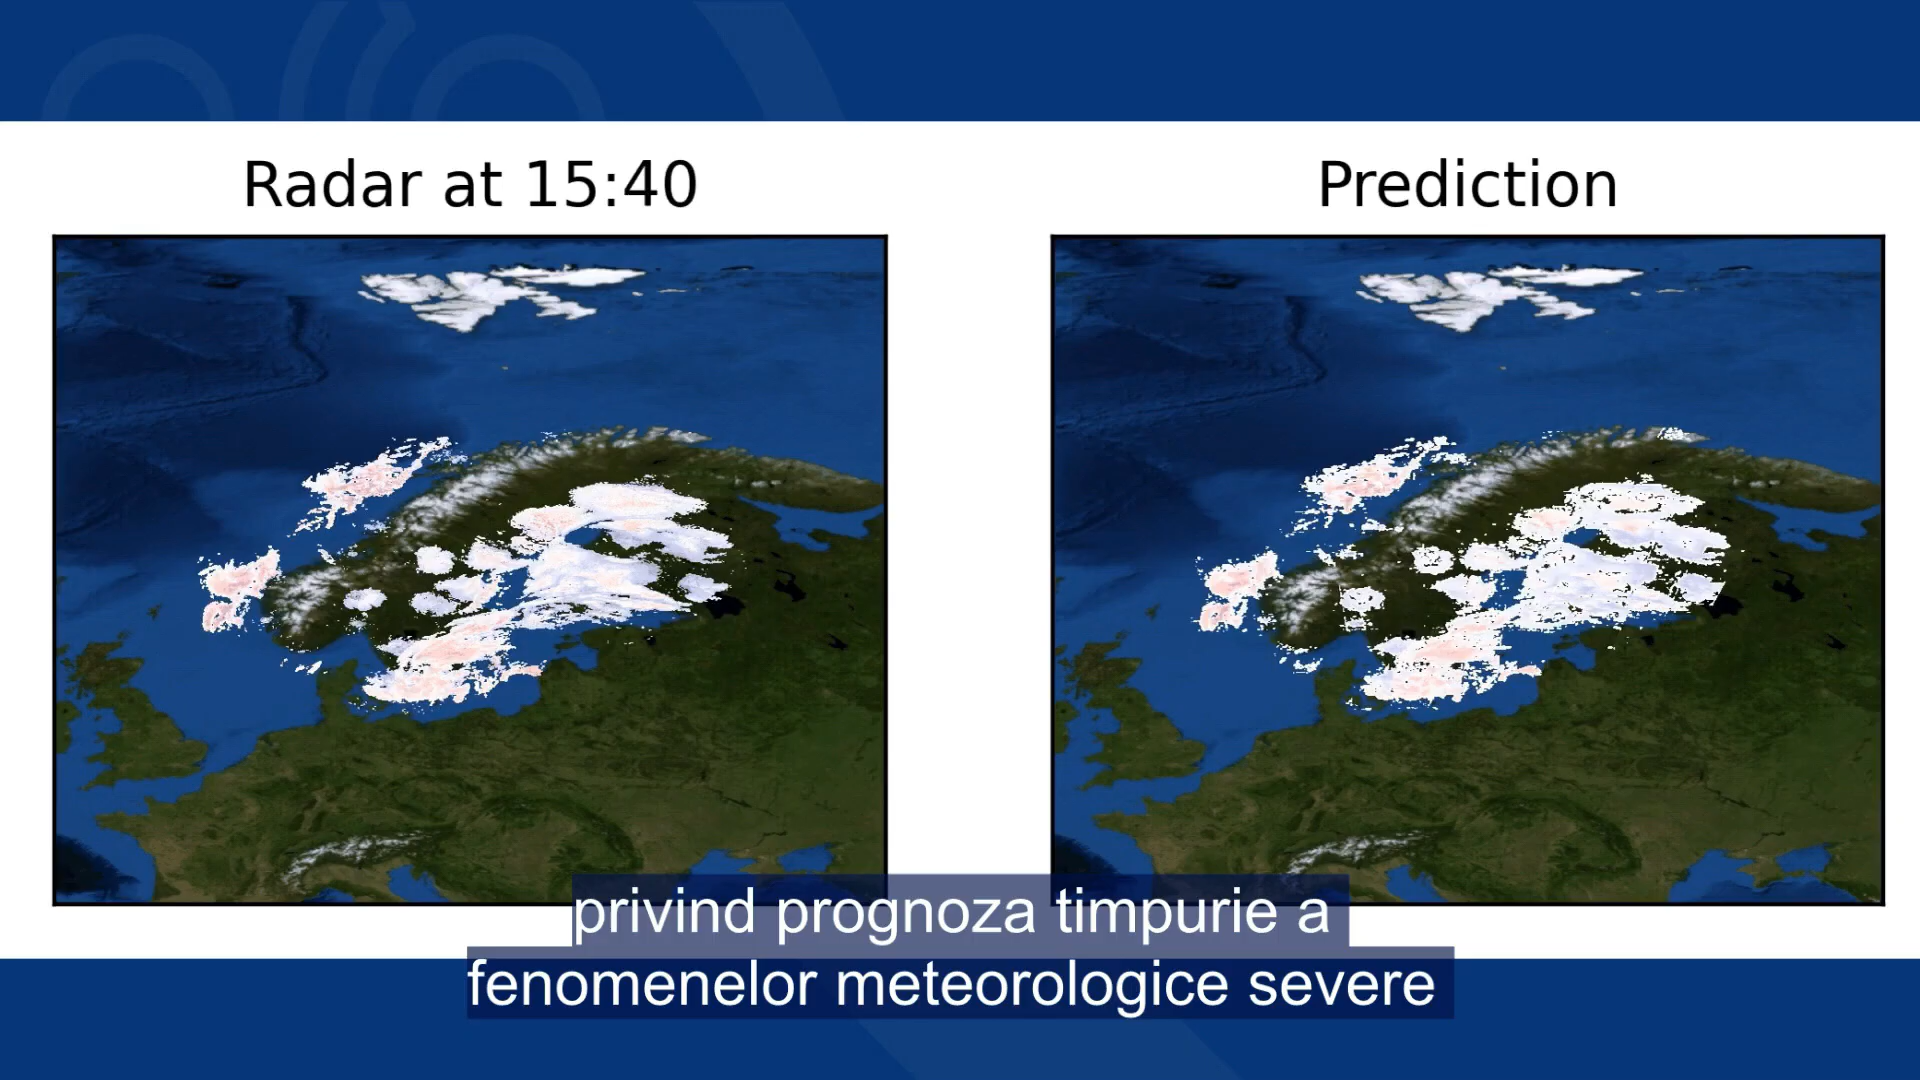 Radar at 15:40
Prediction
privind prognoza timpurie a
fenomenelor meteorologice severe